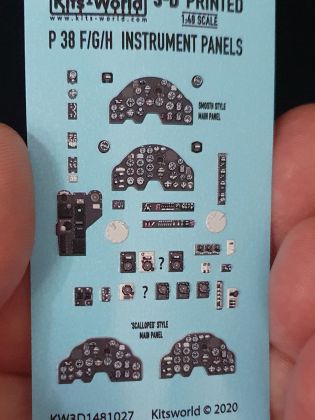 Kits-World 3-D PRINTED
www.kits-world.com 1:48 SCALE
P 38 F/G/H INSTRUMENT PANELS
SMOOTH STYLE
MAIN PANEL
?
?
'SCALLOPED' STYLE
MAIN PANEL
KW3D1481027 Kitsworld © 2020